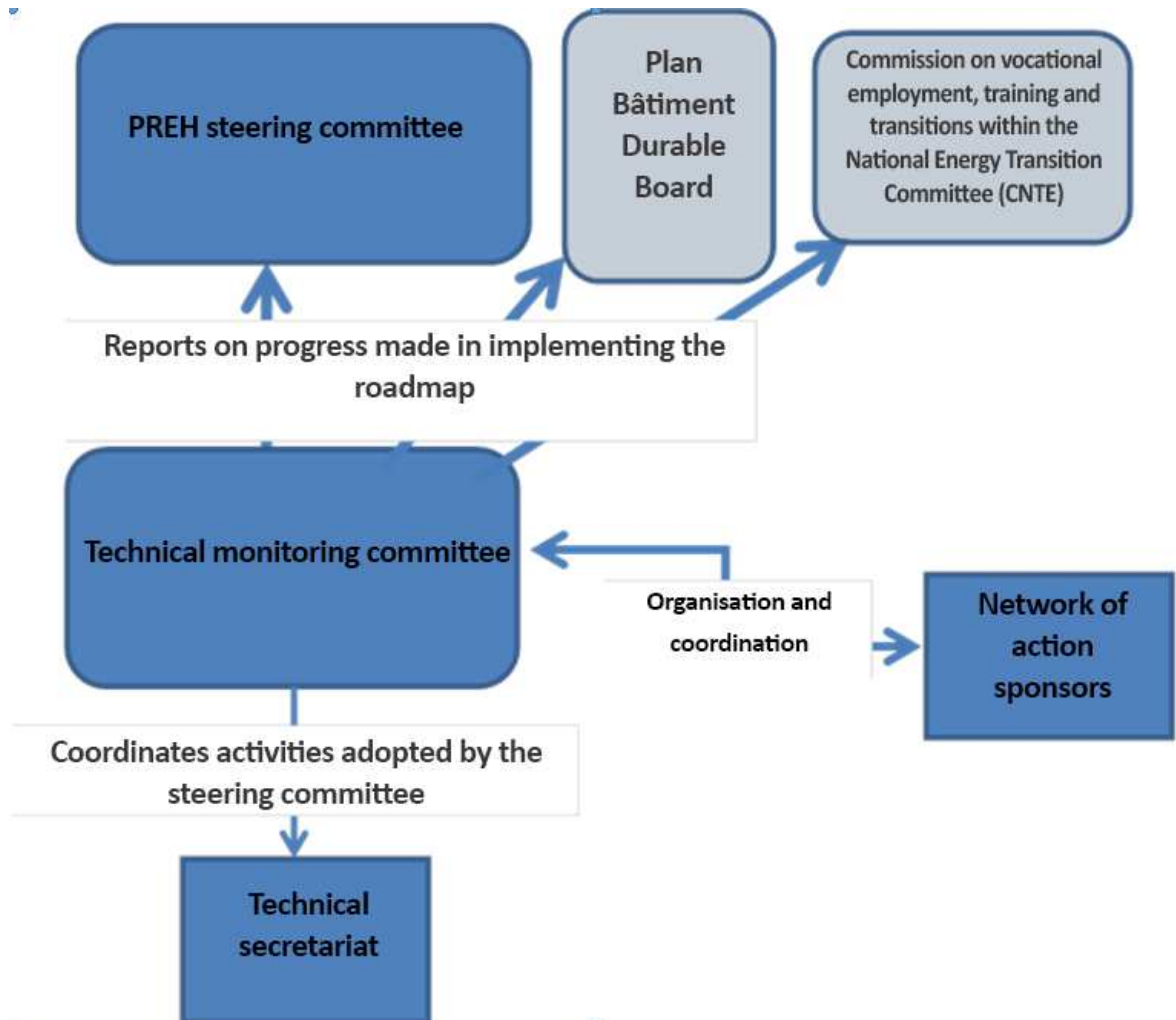 PREH steering committee
Plan
Bâtiment
Durable
Board
Commission on vocational
employment, training and
transitions within the
National Energy Transition
Committee (CNTE)
Reports on progress made in implementing the
roadmap
Technical monitoring committee
Organisation and
coordination
Network of
action
sponsors
Coordinates activities adopted by the
steering committee
Technical
secretariat